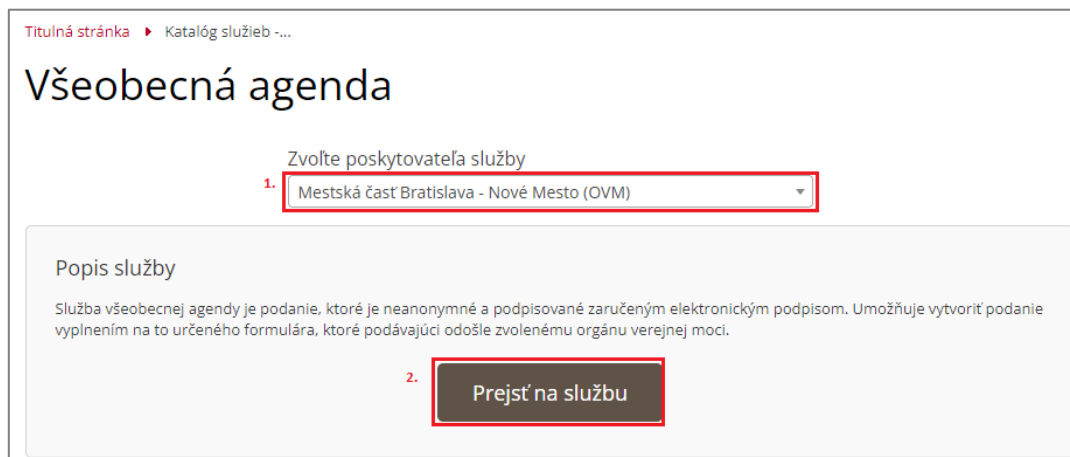 Titulná stránka ▸ Katalóg služieb -...
Všeobecná agenda
Zvoľte poskytovateľa služby
1. Mestská časť Bratislava - Nové Mesto (OVM)
Popis služby
Služba všeobecnej agendy je podanie, ktoré je neanonymné a podpisované zaručeným elektronickým podpisom. Umožňuje vytvoriť podanie
vyplnením na to určeného formulára, ktoré podávajúci odošle zvolenému orgánu verejnej moci.
2. Prejsť na službu